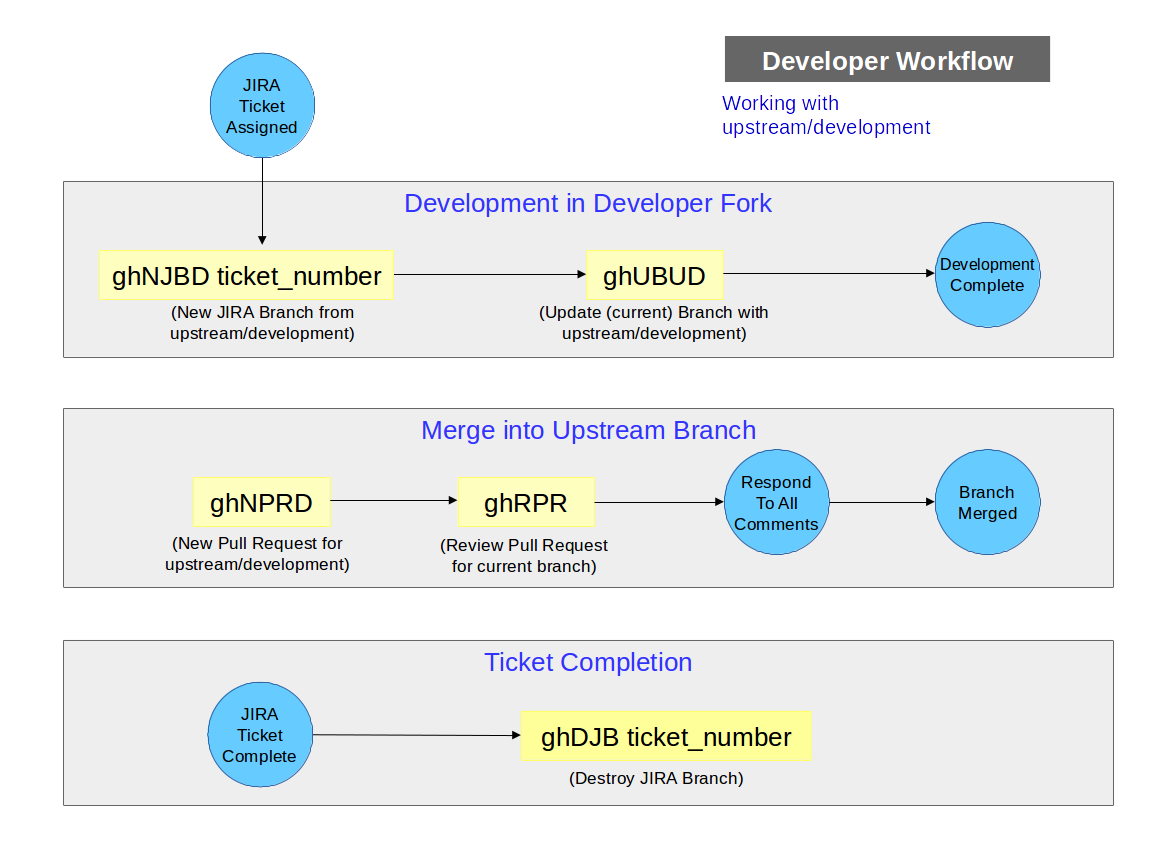 Developer Workflow
Working with
upstream/development
JIRA
Ticket
Assigned
Development in Developer Fork
ghNJBD ticket_number
(New JIRA Branch from
upstream/development)
ghUBUD
(Update (current) Branch with
upstream/development)
Development
Complete
Merge into Upstream Branch
ghNPRD
(New Pull Request for
upstream/development)
ghRPR
(Review Pull Request
for current branch)
Respond
To All
Comments
Branch
Merged
Ticket Completion
JIRA
Ticket
Complete
ghDJB ticket_number
(Destroy JIRA Branch)